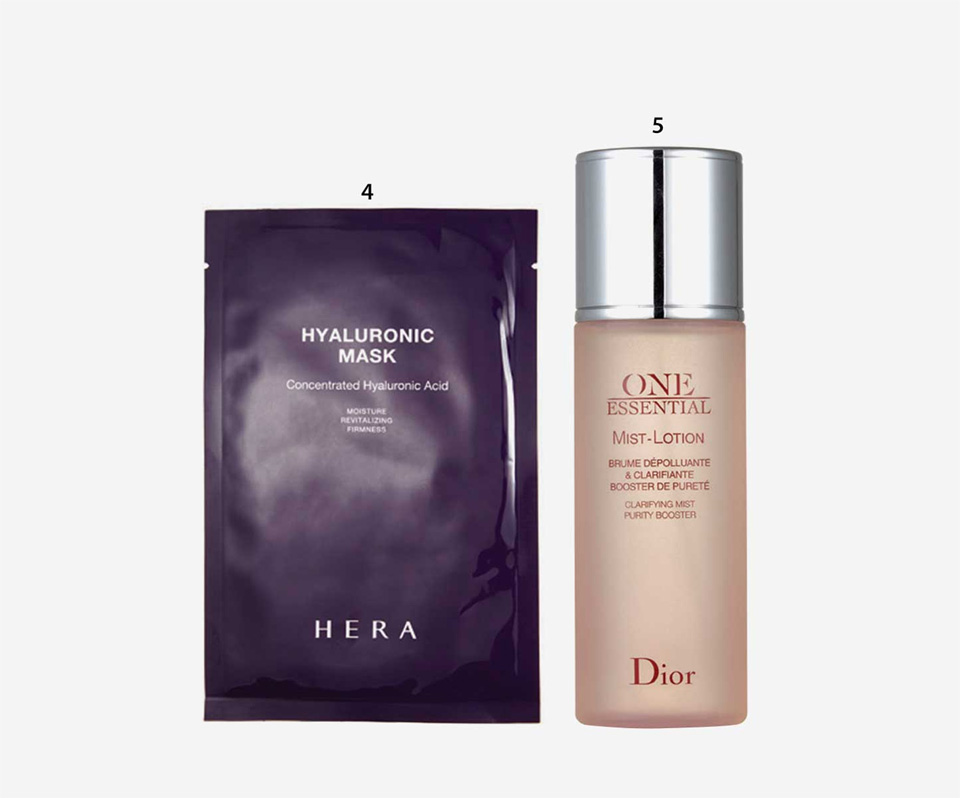 4
HYALURONIC
MASK
Concentrated Hyaluronic Acid
MOISTURE
REVITALIZING
FIRMNESS
HERA
5
ONE
ESSENTIAL
MIST-LOTION
BRUME DÉPOLLUANTE
& CLARIFIANTE
BOOSTER DE PURETÉ
CLARIFYING MIST
PURITY BOOSTER
Dior